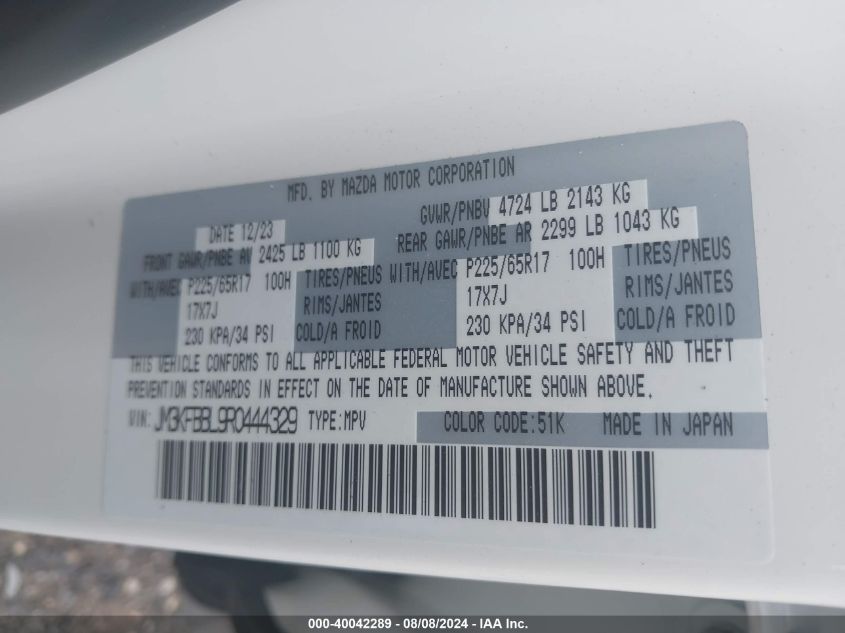 MFD. BY MAZDA MOTOR CORPORATION
DATE 12/23 GVWR/PNBV 4724 LB 2143 KG
FRONT GAWR/PNBE AV 2425 LB 1100 KG REAR GAWR/PNBE AR 2299 LB 1043 KG
WITH/AVEC P225/65R17 100H TIRES/PNEUS WITH/AVEC P225/65R17 100H TIRES/PNEUS
17X7J RIMS/JANTES 17X7J RIMS/JANTES
230 KPA/34 PSI COLD/A FROID 230 KPA/34 PSI COLD/A FROID
THIS VEHICLE CONFORMS TO ALL APPLICABLE FEDERAL MOTOR VEHICLE SAFETY AND THEFT
PREVENTION STANDARDS IN EFFECT ON THE DATE OF MANUFACTURE SHOWN ABOVE.
VIN: JM3KFBBL9R0444329 TYPE:MPV COLOR CODE:51K MADE IN JAPAN
000-40042289 - 08/08/2024 - IAA Inc.